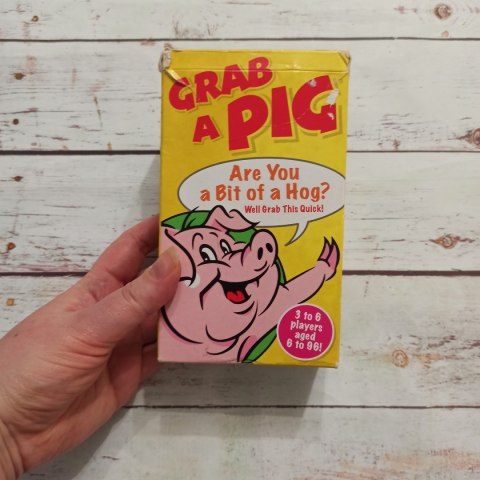 GRAB
A PIG
Are You
a Bit of a Hog?
Well Grab This Quick!
3 to 6
players
aged
6 to 96!